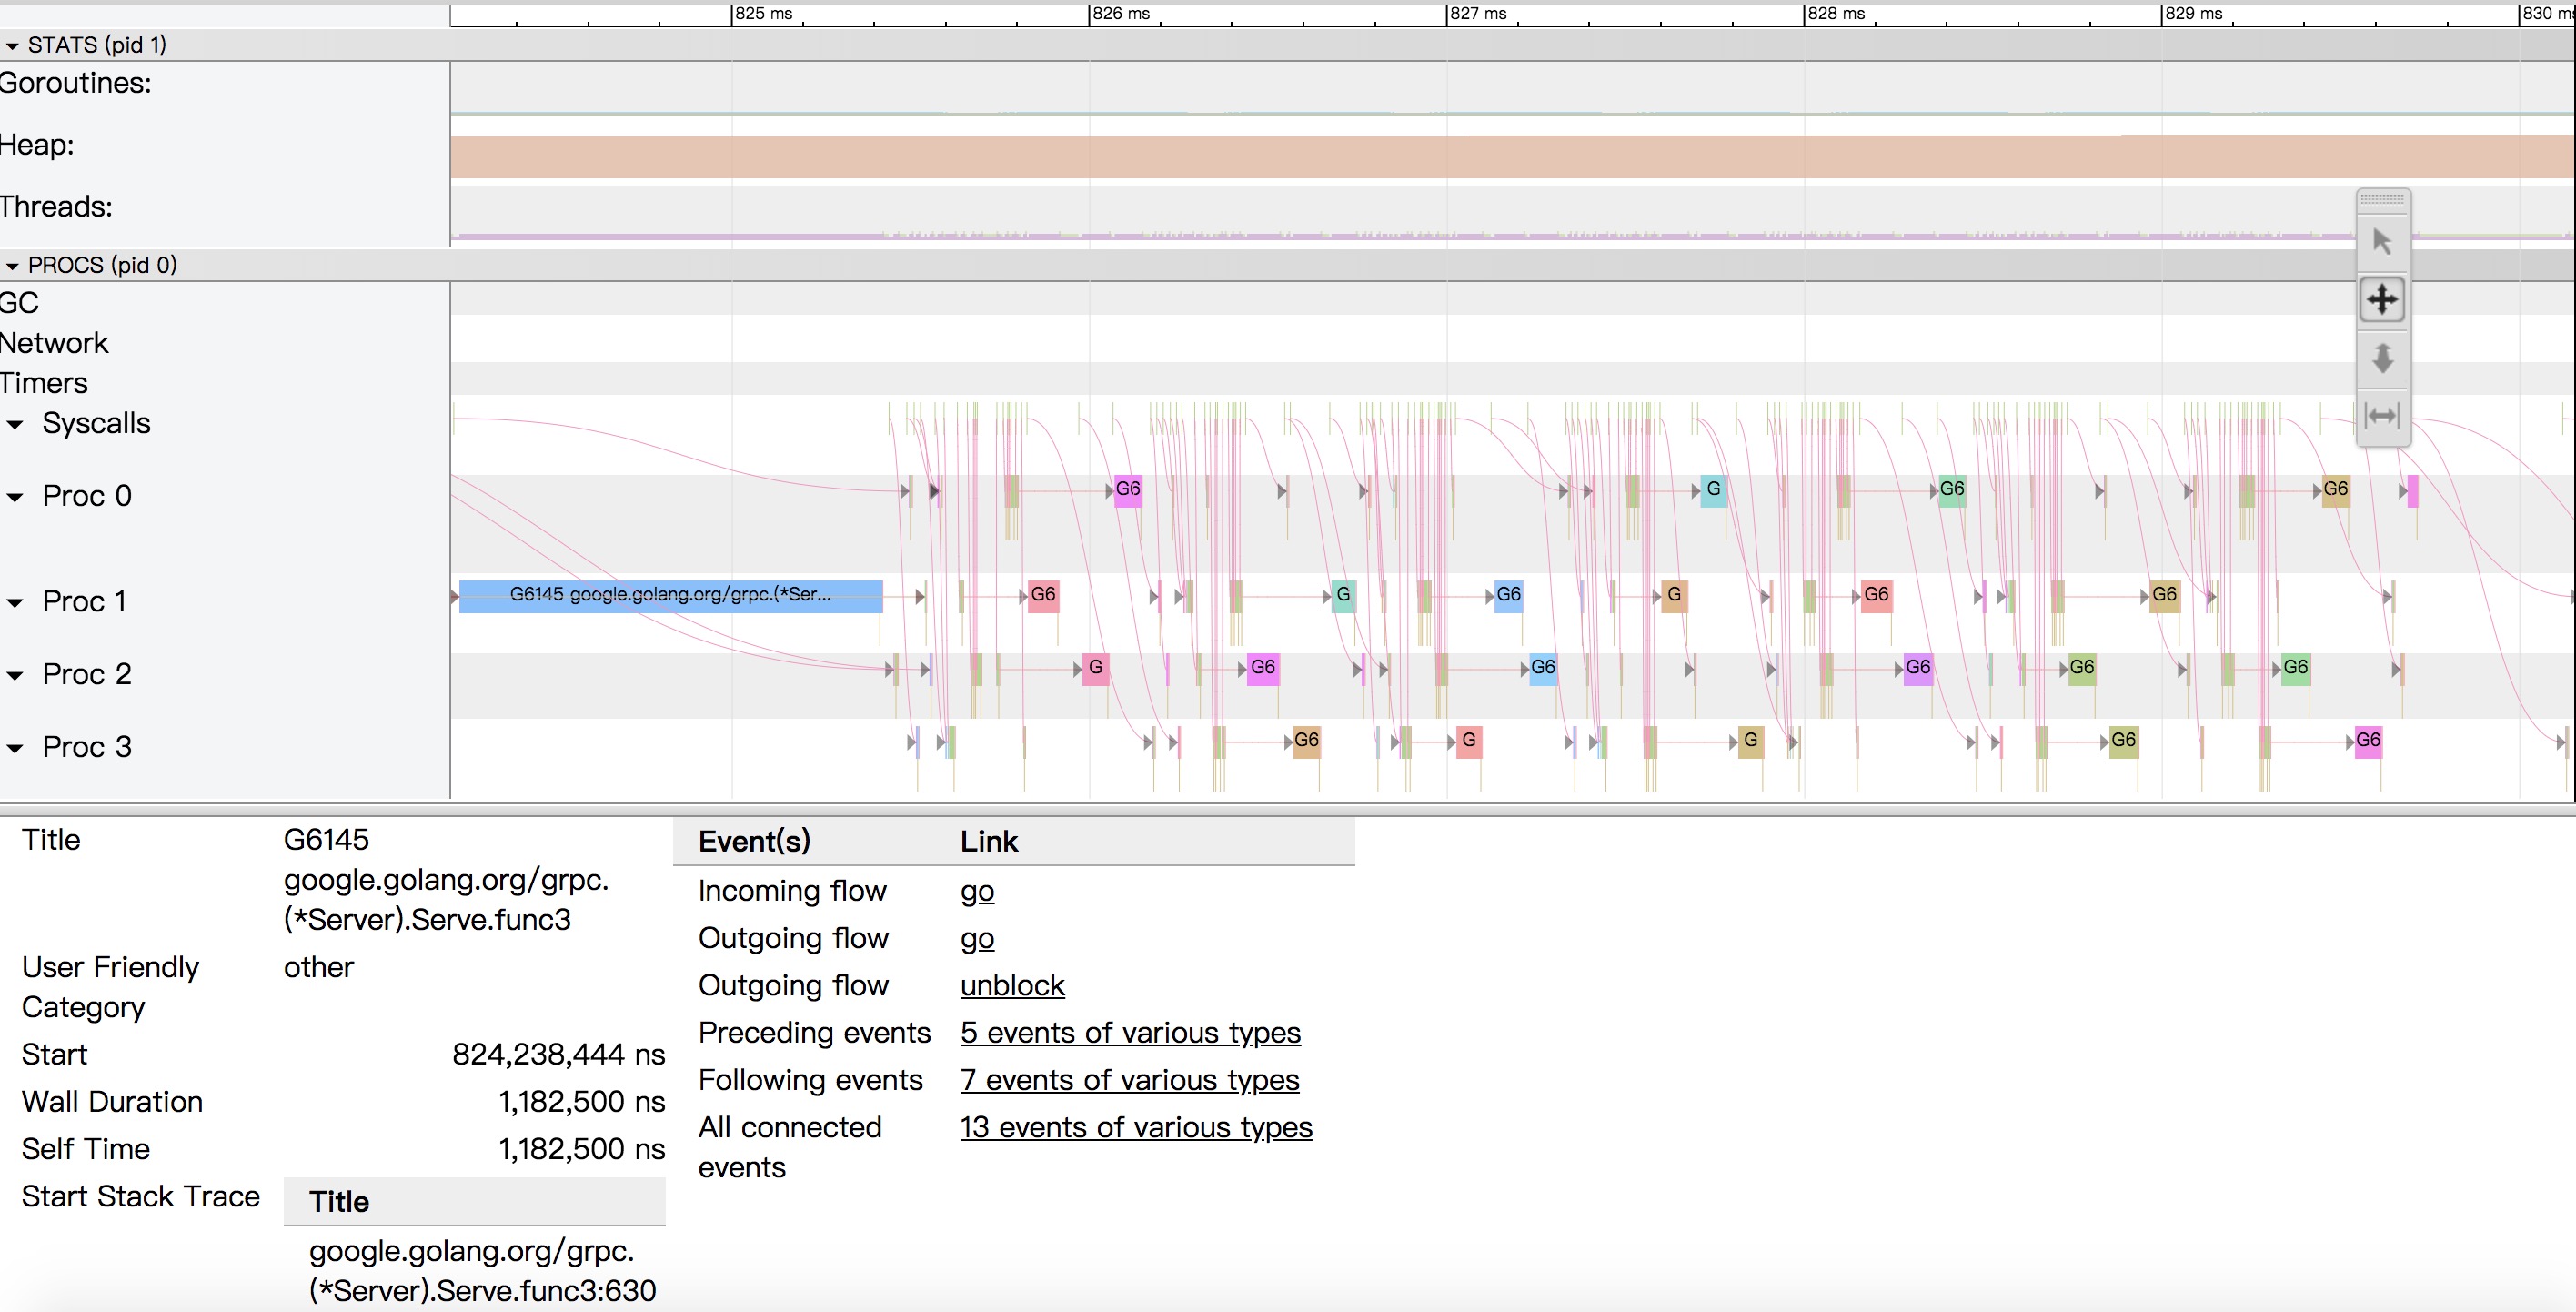 825 ms 826 ms 827 ms 828 ms 829 ms 830 m
STATS (pid 1)
Goroutines:
Heap:
Threads:
PROCS (pid 0)
GC
Network
Timers
Syscalls
Proc 0
G6 G G6 G6
Proc 1
G6145 google.golang.org/grpc.(*Ser... G6 G G6 G G6 G6
Proc 2
G G6 G6 G6 G6 G6
Proc 3
G6 G G G6 G6
Title G6145
google.golang.org/grpc.
(*Server).Serve.func3
User Friendly other
Category
Start 824,238,444 ns
Wall Duration 1,182,500 ns
Self Time 1,182,500 ns
Start Stack Trace Title
google.golang.org/grpc.
(*Server).Serve.func3:630
Event(s) Link
Incoming flow go
Outgoing flow go
Outgoing flow unblock
Preceding events 5 events of various types
Following events 7 events of various types
All connected 13 events of various types
events